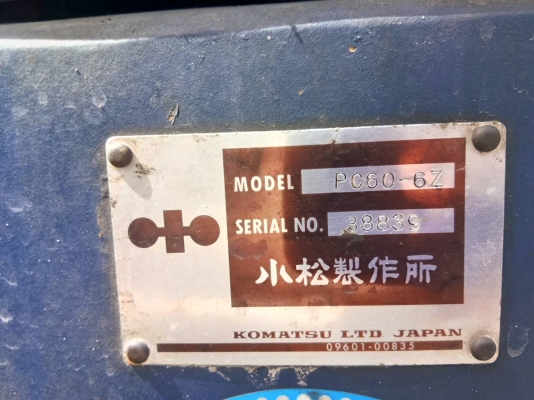 MODEL PC60-6Z
SERIAL NO. 38839
小松製作所
KOMATSU LTD JAPAN
09601-00835